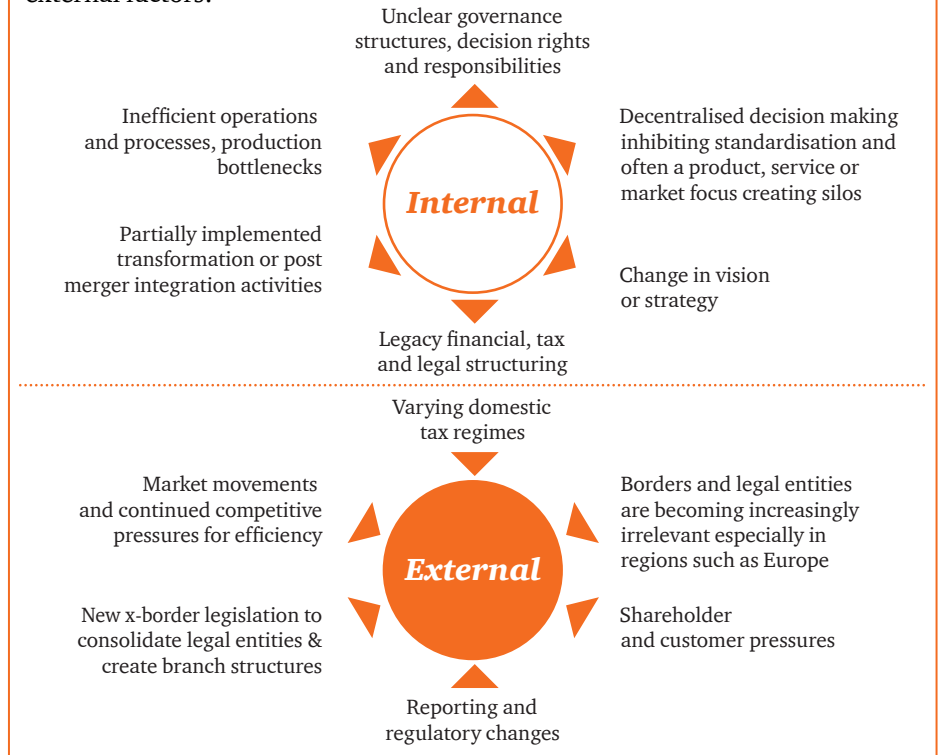 external factors.
Unclear governance
structures, decision rights
and responsibilities
Inefficient operations
and processes, production
bottlenecks
Decentralised decision making
inhibiting standardisation and
often a product, service or
market focus creating silos
Internal
Partially implemented
transformation or post
merger integration activities
Change in vision
or strategy
Legacy financial, tax
and legal structuring
Varying domestic
tax regimes
Market movements
and continued competitive
pressures for efficiency
Borders and legal entities
are becoming increasingly
irrelevant especially in
regions such as Europe
External
New x-border legislation to
consolidate legal entities &
create branch structures
Shareholder
and customer pressures
Reporting and
regulatory changes